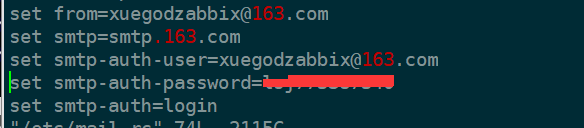 set from=xuegodzabbix@163.com
set smtp=smtp.163.com
set smtp-auth-user=xuegodzabbix@163.com
set smtp-auth-password=
set smtp-auth=login
"/etc/mail.rc" 74L, 2115C